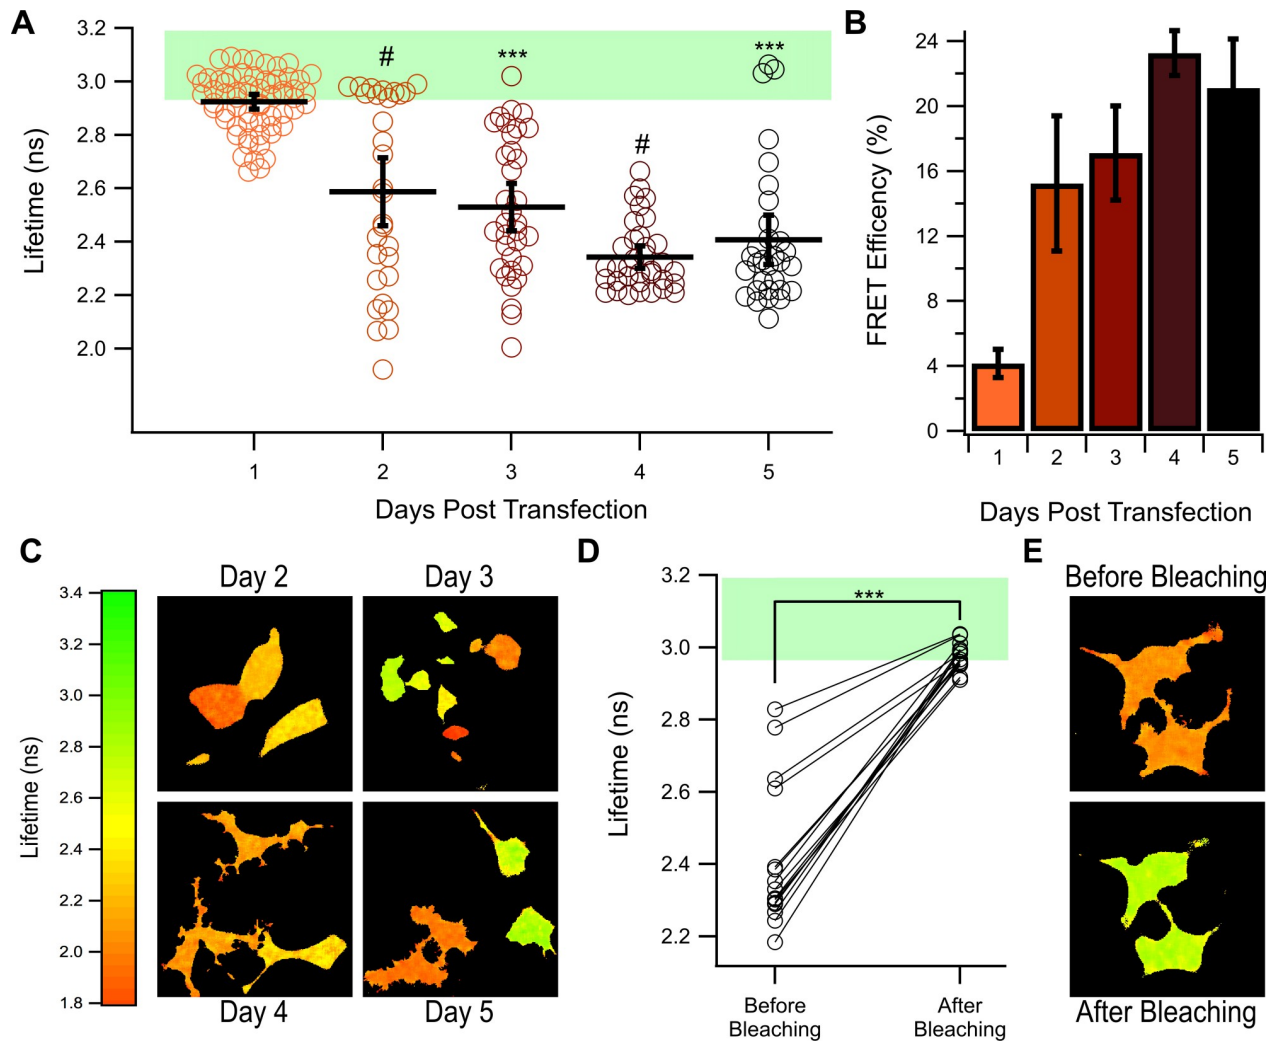 A
3.2
3.0
2.8
2.6
2.4
2.2
2.0
Lifetime (ns)
#
***
#
***
1 2 3 4 5
Days Post Transfection
B
24
20
16
12
8
4
0
FRET Efficency (%)
1 2 3 4 5
Days Post Transfection
C
3.4
3.2
3.0
2.8
2.6
2.4
2.2
2.0
1.8
Lifetime (ns)
Day 2
Day 3
Day 4
Day 5
D
3.2
3.0
2.8
2.6
2.4
2.2
Lifetime (ns)
***
Before
Bleaching
After
Bleaching
E
Before Bleaching
After Bleaching